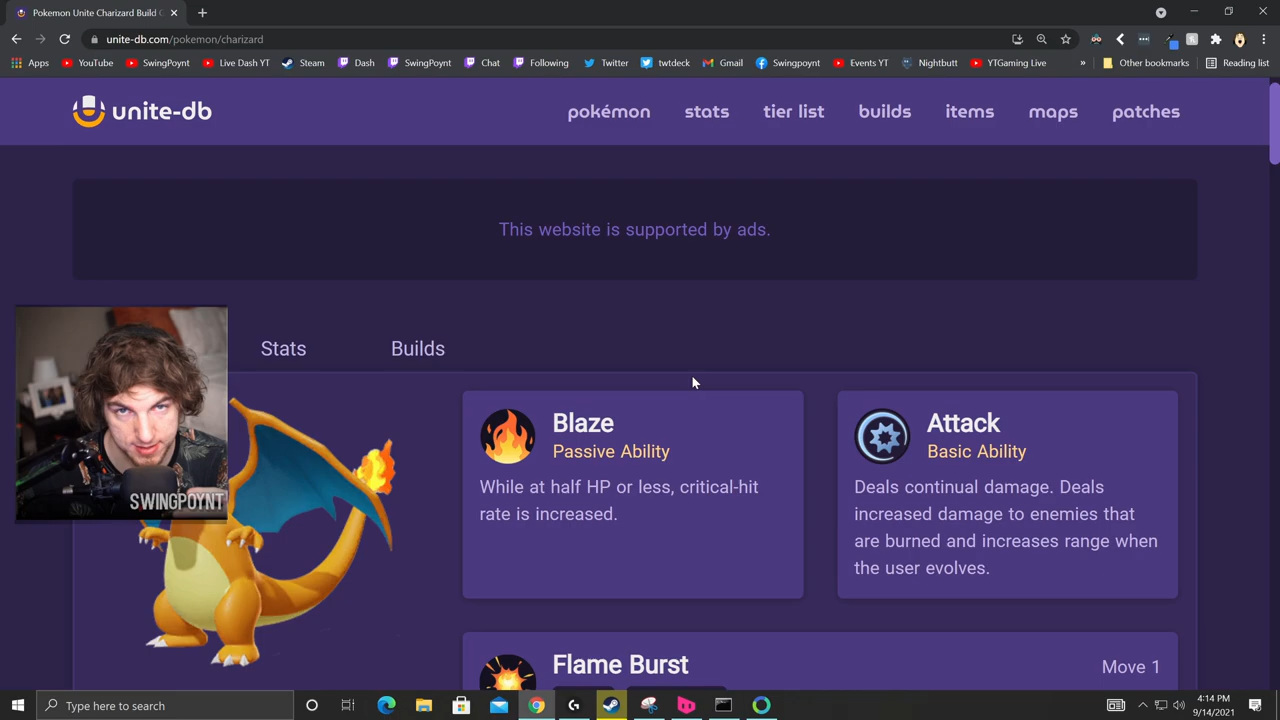 Pokemon Unite Charizard Build G
unite-db.com/pokemon/charizard
Apps YouTube SwingPoynt Live Dash YT Steam Dash SwingPoynt Chat Following Twitter twtdeck Gmail Swingpoynt Events YT Nightbutt YTGaming Live » Other bookmarks Reading list
unite-db
pokémon stats tier list builds items maps patches
This website is supported by ads.
Stats Builds
Blaze
Passive Ability
While at half HP or less, critical-hit
rate is increased.
Attack
Basic Ability
Deals continual damage. Deals
increased damage to enemies that
are burned and increases range when
the user evolves.
SWINGPOYNT
Flame Burst
Move 1
Type here to search
4:14 PM
9/14/2021